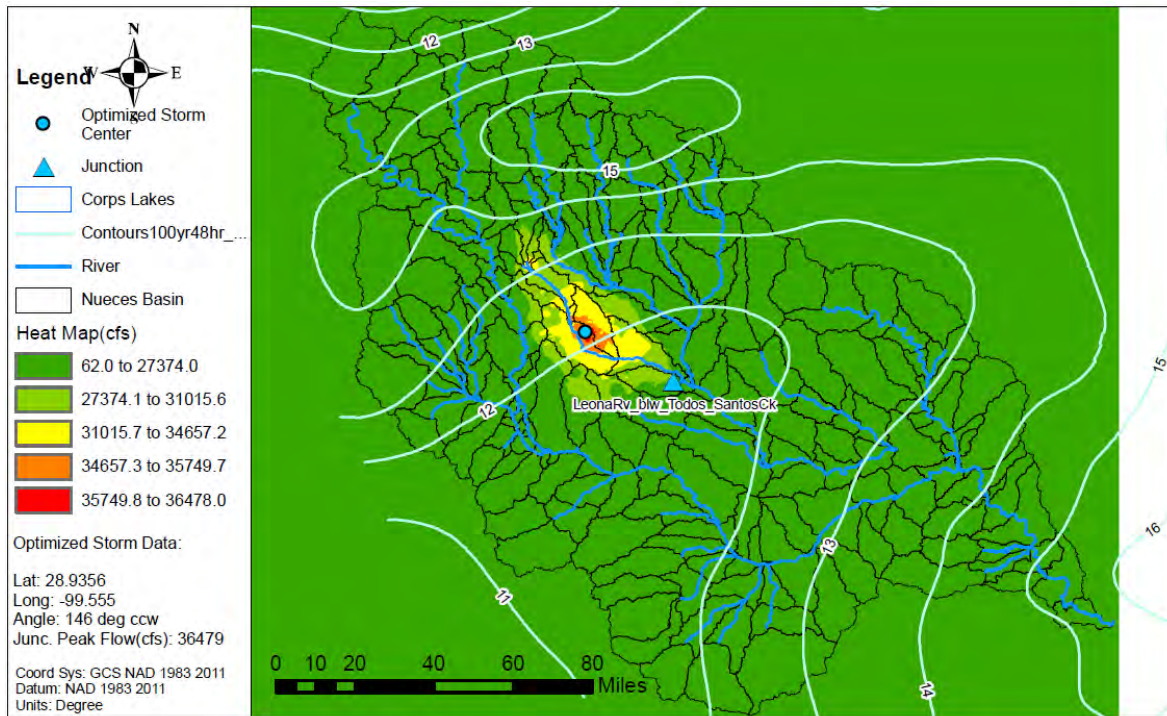 N
Legend
W
E
S
Optimized Storm
Center
Junction
Corps Lakes
Contours100yr48hr_...
River
Nueces Basin
Heat Map(cfs)
62.0 to 27374.0
27374.1 to 31015.6
31015.7 to 34657.2
34657.3 to 35749.7
35749.8 to 36478.0
Optimized Storm Data:
Lat: 28.9356
Long: -99.555
Angle: 146 deg ccw
Junc. Peak Flow(cfs): 36479
Coord Sys: GCS NAD 1983 2011
Datum: NAD 1983 2011
Units: Degree
12
13
15
15
12
LeonaRv_blw_Todos_SantosCk
16
13
11
14
0 10 20 40 60 80
Miles